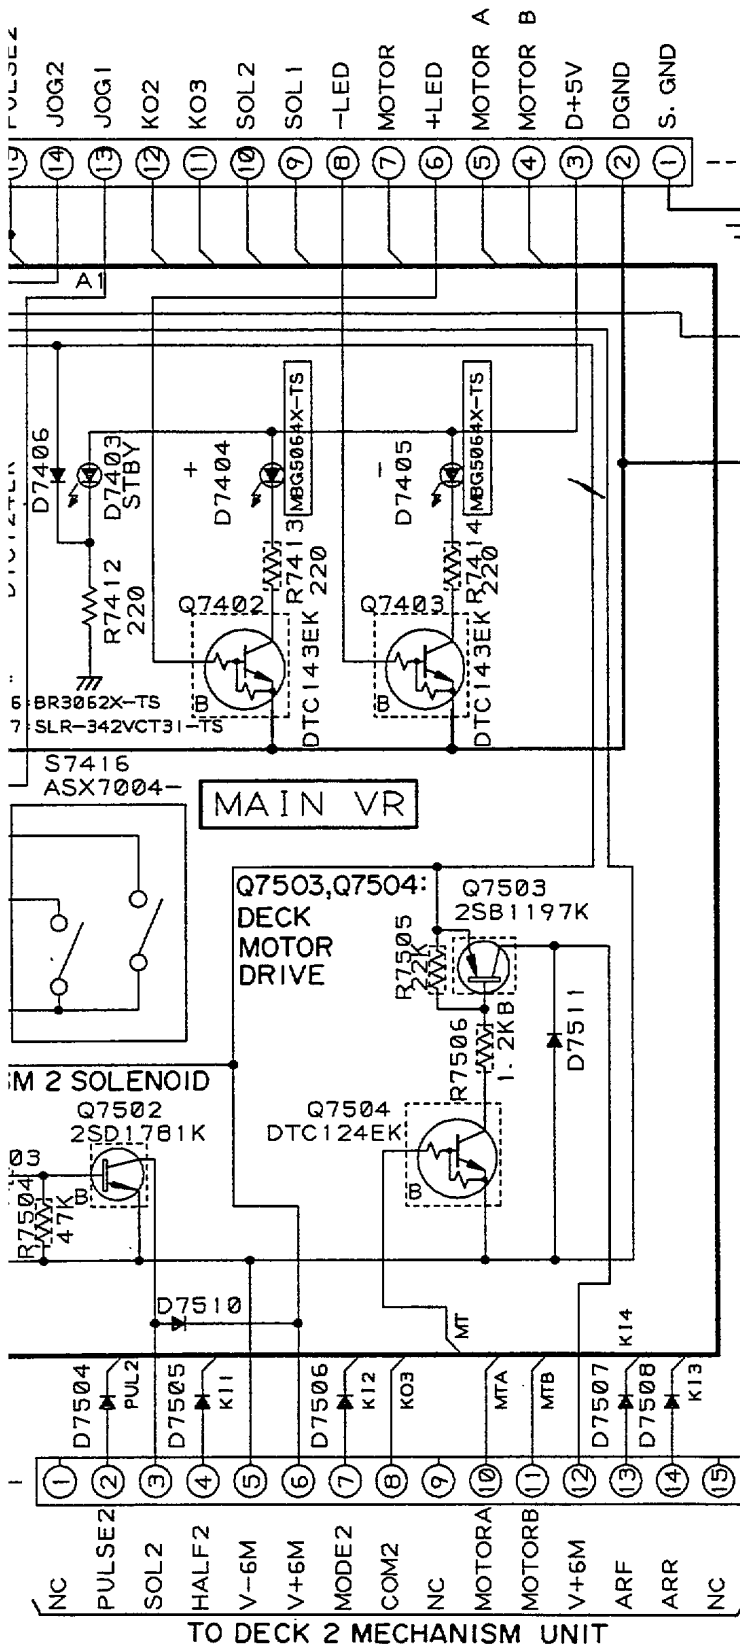 JOG2
JOG1
KO2
KO3
SOL2
SOL1
-LED
MOTOR
+LED
MOTOR A
MOTOR B
D+5V
DGND
S. GND
14
13
12
11
10
9
8
7
6
5
4
3
2
1
A1
D7406
D7403
STBY
+
D7404
MBG5064X-TS
-
D7405
MBG5064X-TS
R7412
220
R7413
220
R7414
220
Q7402
B
DTC143EK
Q7403
B
DTC143EK
6:BR3062X-TS
7:SLR-342VCT31-TS
S7416
ASX7004-
MAIN VR
Q7503,Q7504:
DECK
MOTOR
DRIVE
Q7503
2SB1197K
R7505
22K
B
R7506
1.2K
D7511
M 2 SOLENOID
Q7502
2SD1781K
B
R7504
47K
Q7504
DTC124EK
B
D7510
MT
D7504
PUL2
D7505
KI1
D7506
KI2
KO3
MTA
MTB
D7507
KI4
D7508
KI3
1
2
3
4
5
6
7
8
9
10
11
12
13
14
15
NC
PULSE2
SOL2
HALF2
V-6M
V+6M
MODE2
COM2
NC
MOTORA
MOTORB
V+6M
ARF
ARR
NC
TO DECK 2 MECHANISM UNIT